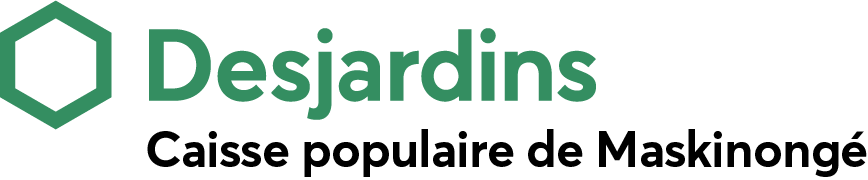 Desjardins
Caisse populaire de Maskinongé